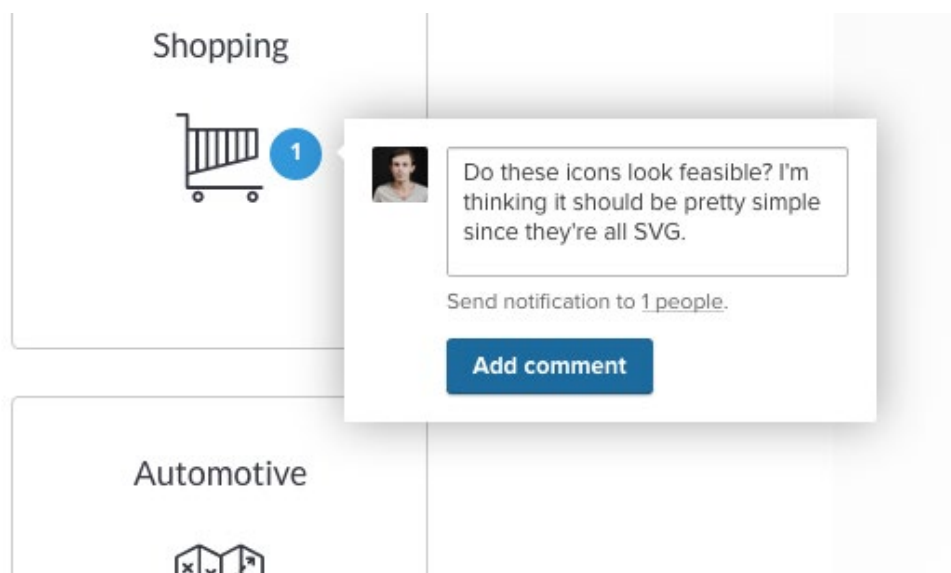 Shopping
1
Do these icons look feasible? I'm
thinking it should be pretty simple
since they're all SVG.
Send notification to 1 people.
Add comment
Automotive